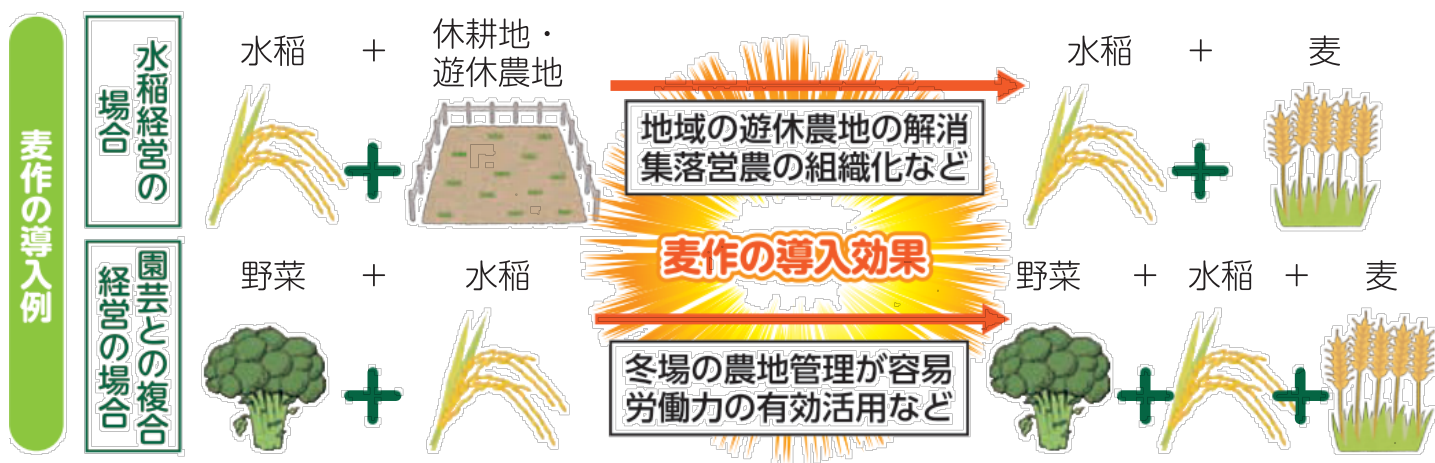 麦作の導入例
水稲経営の
場合
水稲 + 休耕地・
遊休農地
地域の遊休農地の解消
集落営農の組織化など
水稲 + 麦
麦作の導入効果
園芸との複合
経営の場合
野菜 + 水稲
冬場の農地管理が容易
労働力の有効活用など
野菜 + 水稲 + 麦